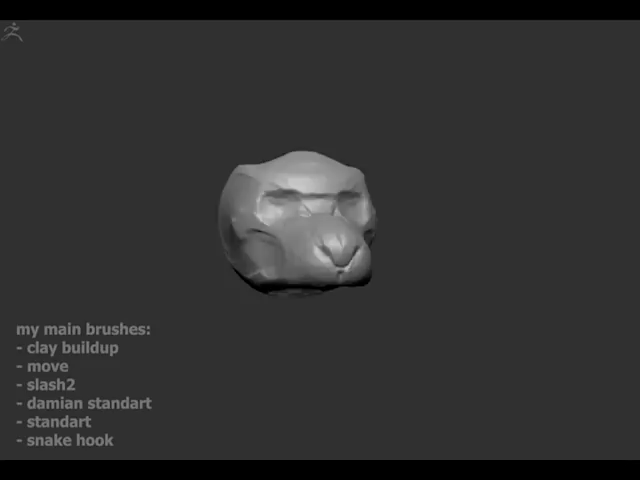 my main brushes:
- clay buildup
- move
- slash2
- damian standart
- standart
- snake hook